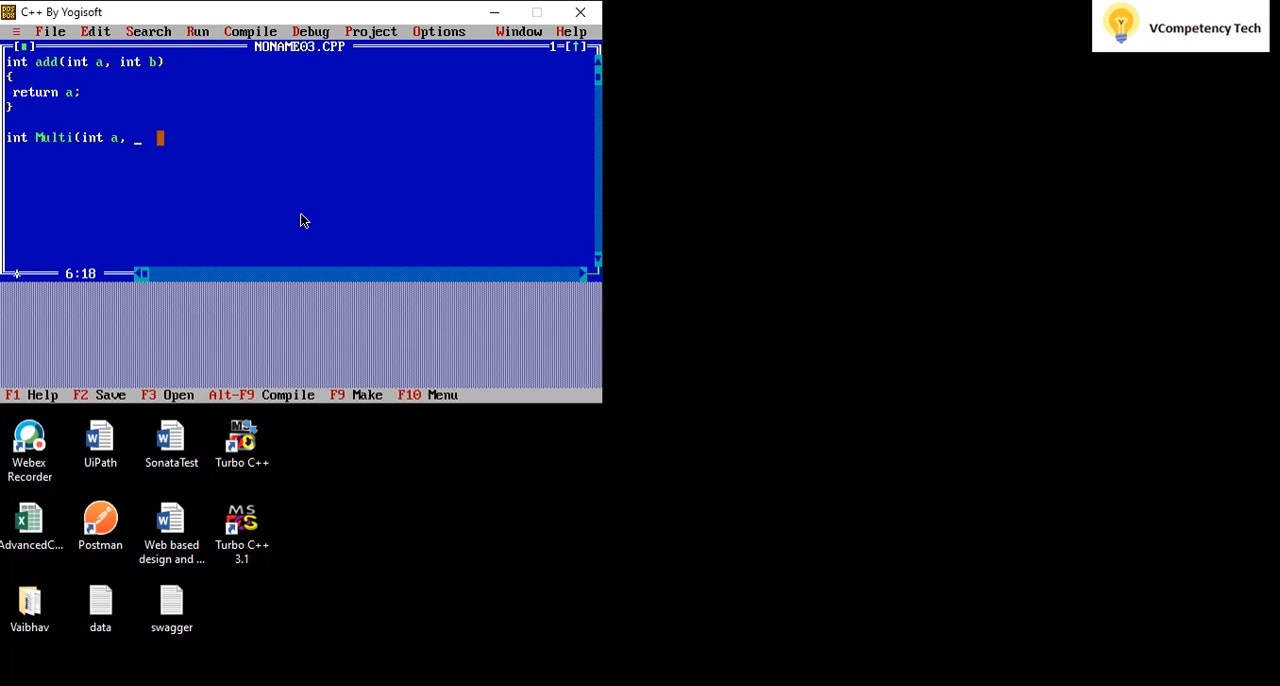 C++ By Yogisoft
VCompetency Tech
≡ File Edit Search Run Compile Debug Project Options Window Help
NONAME03.CPP 1=[↑]
int add(int a, int b)
{
return a;
}
int Multi(int a, _
6:18
F1 Help F2 Save F3 Open Alt-F9 Compile F9 Make F10 Menu
Webex Recorder
UiPath
SonataTest
Turbo C++
AdvancedC...
Postman
Web based design and ...
Turbo C++ 3.1
Vaibhav
data
swagger